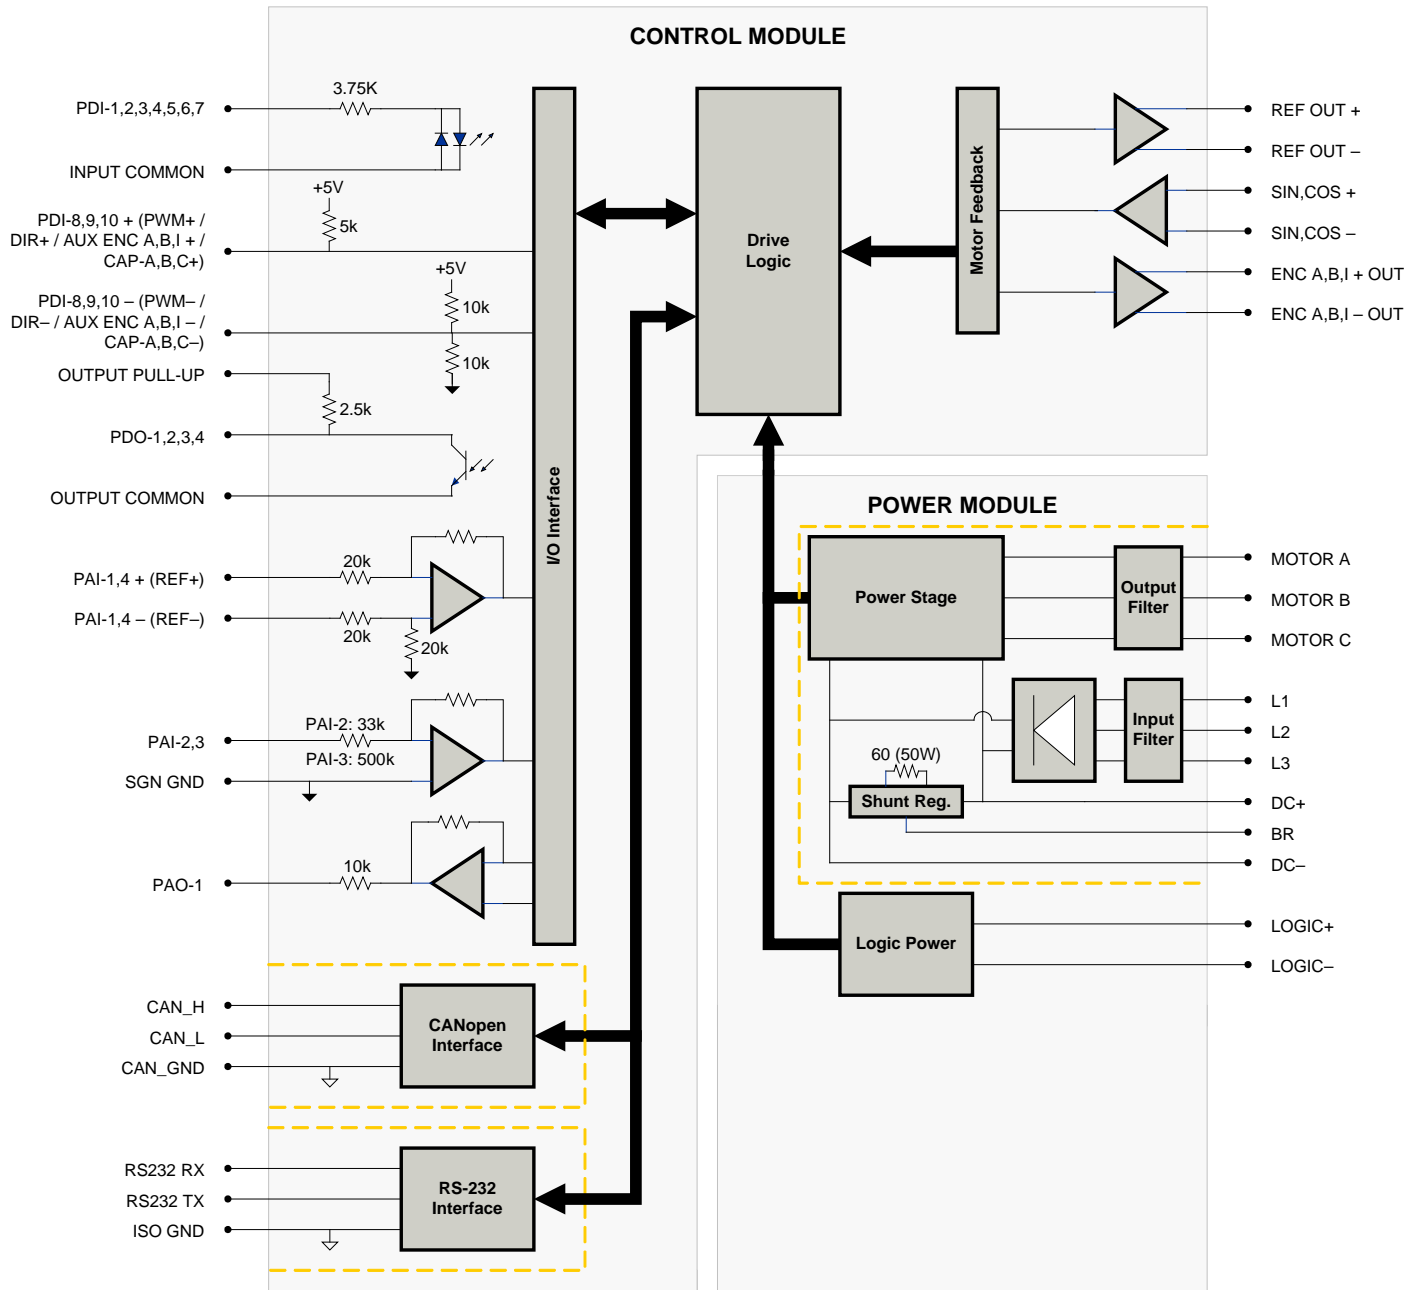 CONTROL MODULE
PDI-1,2,3,4,5,6,7
3.75K
INPUT COMMON
+5V
5k
PDI-8,9,10 + (PWM+ /
DIR+ / AUX ENC A,B,I + /
CAP-A,B,C+)
+5V
10k
PDI-8,9,10 – (PWM– /
DIR– / AUX ENC A,B,I – /
CAP-A,B,C–)
10k
OUTPUT PULL-UP
2.5k
PDO-1,2,3,4
OUTPUT COMMON
PAI-1,4 + (REF+)
20k
PAI-1,4 – (REF–)
20k
20k
PAI-2,3
PAI-2: 33k
PAI-3: 500k
SGN GND
PAO-1
10k
I/O Interface
CAN_H
CAN_L
CAN_GND
CANopen
Interface
RS232 RX
RS232 TX
ISO GND
RS-232
Interface
Drive
Logic
Motor Feedback
REF OUT +
REF OUT –
SIN,COS +
SIN,COS –
ENC A,B,I + OUT
ENC A,B,I – OUT
POWER MODULE
Power Stage
Output
Filter
MOTOR A
MOTOR B
MOTOR C
Input
Filter
L1
L2
L3
60 (50W)
Shunt Reg.
DC+
BR
DC–
Logic Power
LOGIC+
LOGIC–